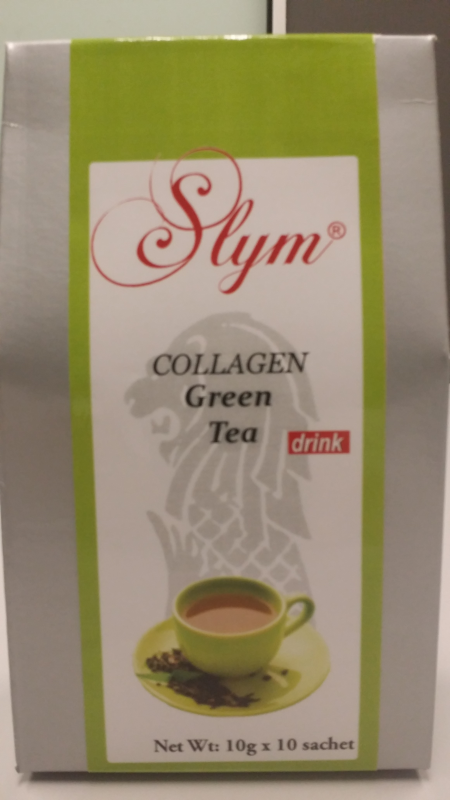 Slym®
COLLAGEN
Green
Tea
drink
Net Wt: 10g x 10 sachet